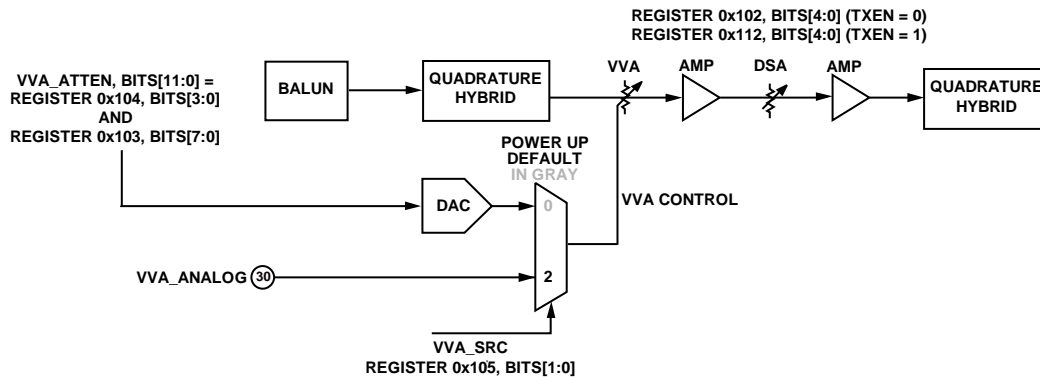 REGISTER 0x102, BITS[4:0] (TXEN = 0)
REGISTER 0x112, BITS[4:0] (TXEN = 1)
VVA_ATTEN, BITS[11:0] =
REGISTER 0x104, BITS[3:0]
AND
REGISTER 0x103, BITS[7:0]
BALUN
QUADRATURE
HYBRID
VVA
AMP
DSA
AMP
QUADRATURE
HYBRID
POWER UP
DEFAULT
IN GRAY
DAC
0
VVA CONTROL
VVA_ANALOG 30
2
VVA_SRC
REGISTER 0x105, BITS[1:0]